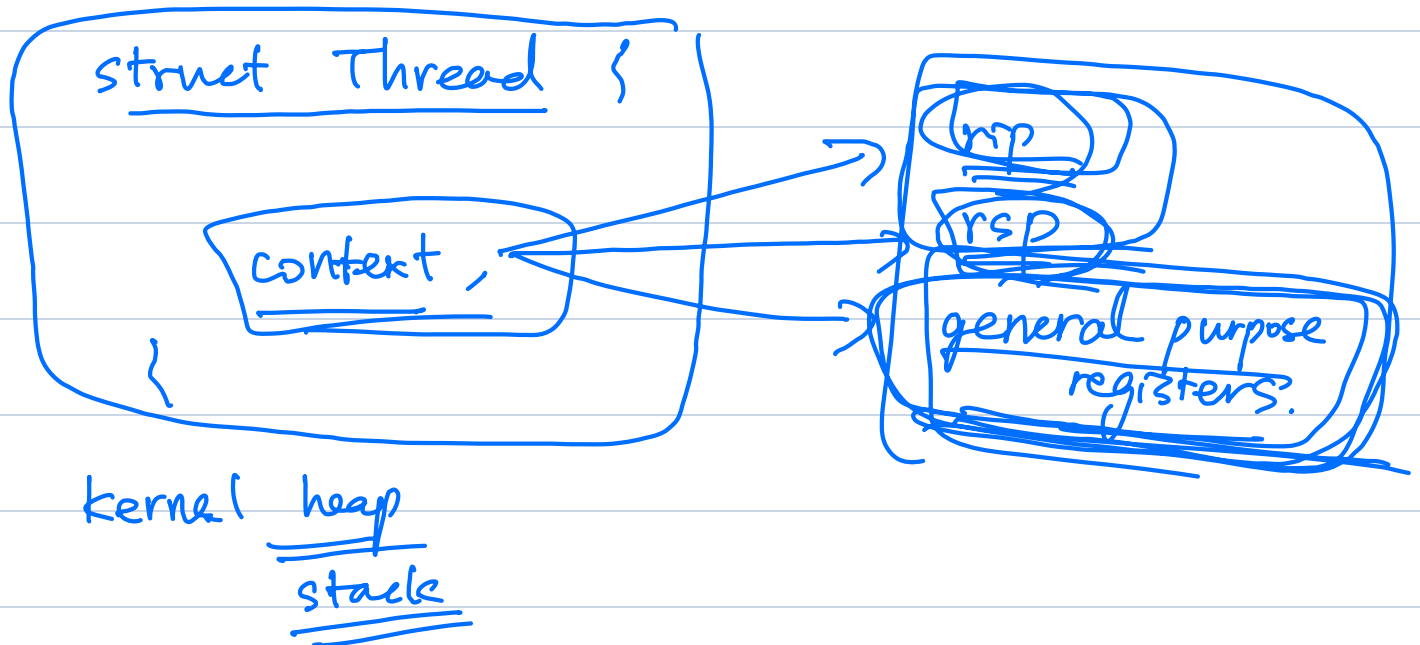 struct Thread {
context,
}
rip
rsp
general purpose
registers.
kernel heap
stack